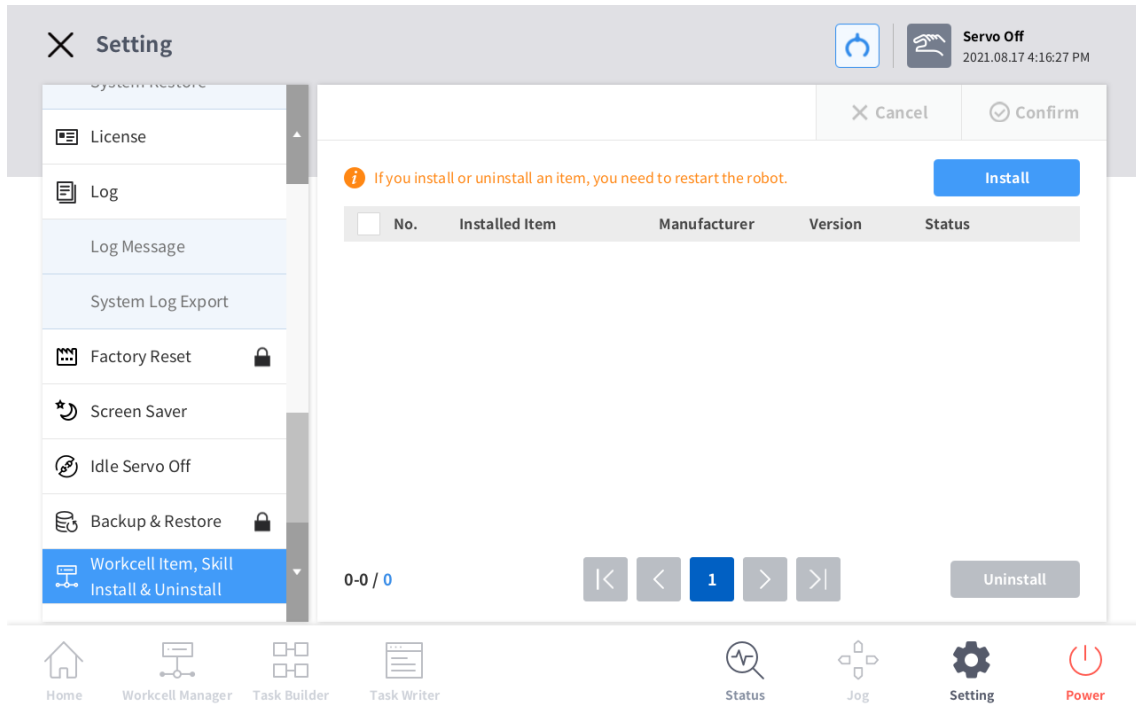 Setting
Servo Off
2021.08.17 4:16:27 PM
System Restore
License
Log
Log Message
System Log Export
Factory Reset
Screen Saver
Idle Servo Off
Backup & Restore
Workcell Item, Skill
Install & Uninstall
Cancel
Confirm
If you install or uninstall an item, you need to restart the robot.
Install
No. Installed Item Manufacturer Version Status
0-0 / 0
1
Uninstall
Home
Workcell Manager
Task Builder
Task Writer
Status
Jog
Setting
Power